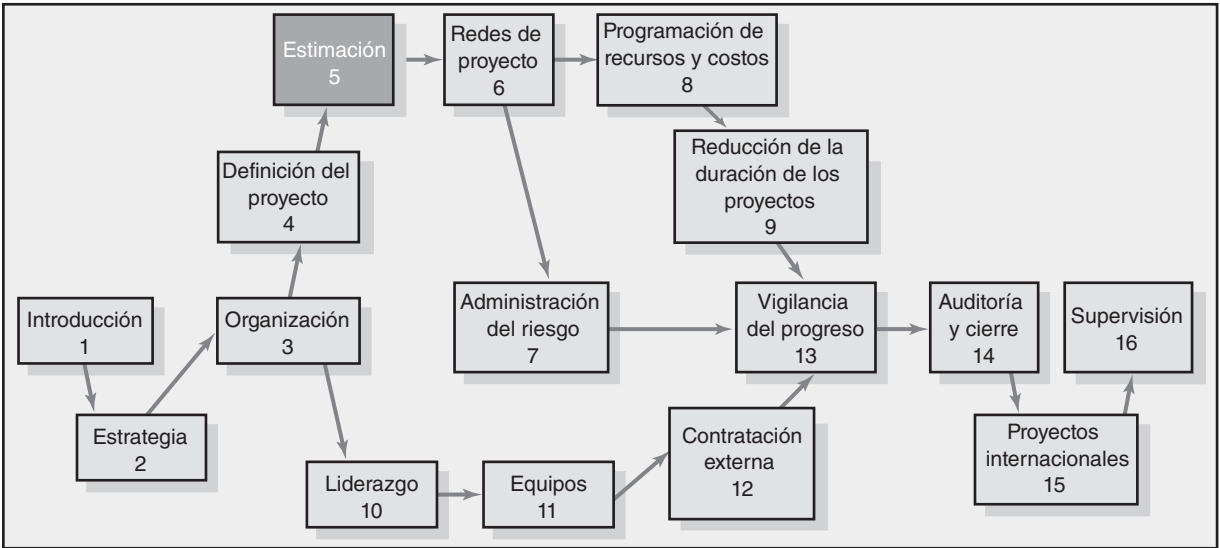 Estimación
5
Redes de
proyecto
6
Programación de
recursos y costos
8
Reducción de la
duración de los
proyectos
9
Definición del
proyecto
4
Introducción
1
Organización
3
Administración
del riesgo
7
Vigilancia
del progreso
13
Auditoría
y cierre
14
Supervisión
16
Estrategia
2
Liderazgo
10
Equipos
11
Contratación
externa
12
Proyectos
internacionales
15